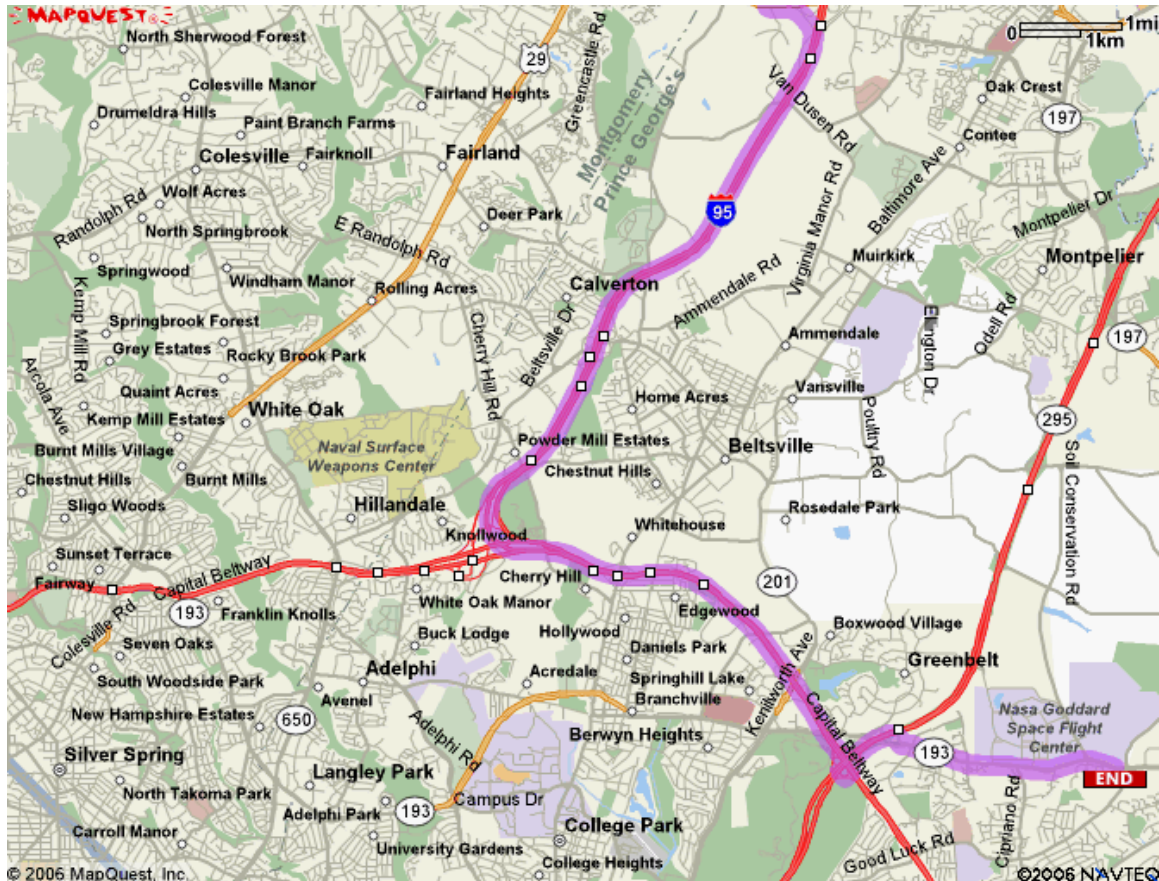 MAPQUEST
North Sherwood Forest
29
Greencastle Rd
0
1mi
1km
Colesville Manor
Fairland Heights
Van Dusen Rd
Oak Crest
Drumeldra Hills
Paint Branch Farms
Montgomery
Prince George's
197
Contee
Colesville
Fairknoll
Fairland
Baltimore Ave
Randolph Rd
Wolf Acres
Deer Park
95
Virginia Manor Rd
Montpelier Dr
North Springbrook
E Randolph Rd
Muirkirk
Montpelier
Springwood
Windham Manor
Rolling Acres
Calverton
Ammendale Rd
Kemp Mill Rd
Springbrook Forest
Cherry Hill Rd
Beltsville Dr
Ammendale
Ellington Dr
Odell Rd
197
Grey Estates
Rocky Brook Park
Arcola Ave
Quaint Acres
Vansville
Kemp Mill Estates
White Oak
Home Acres
Poultry Rd
295
Burnt Mills Village
Naval Surface
Weapons Center
Powder Mill Estates
Beltsville
Soil Conservation Rd
Chestnut Hills
Burnt Mills
Chestnut Hills
Sligo Woods
Hillandale
Rosedale Park
Knollwood
Whitehouse
Sunset Terrace
Capital Beltway
Fairway
Cherry Hill
201
193
Franklin Knolls
White Oak Manor
Edgewood
Colesville Rd
Seven Oaks
Buck Lodge
Hollywood
Boxwood Village
Daniels Park
Kenilworth Ave
South Woodside Park
Adelphi
Acredale
Springhill Lake
Greenbelt
Avenel
Branchville
New Hampshire Estates
650
Adelphi Rd
Berwyn Heights
Capital Beltway
Nasa Goddard
Space Flight
Center
193
Silver Spring
Langley Park
END
North Takoma Park
Adelphi Park
193
Campus Dr
Cipriano Rd
Carroll Manor
University Gardens
College Park
Good Luck Rd
College Heights
© 2006 MapQuest, Inc.
©2006 NAVTEQ